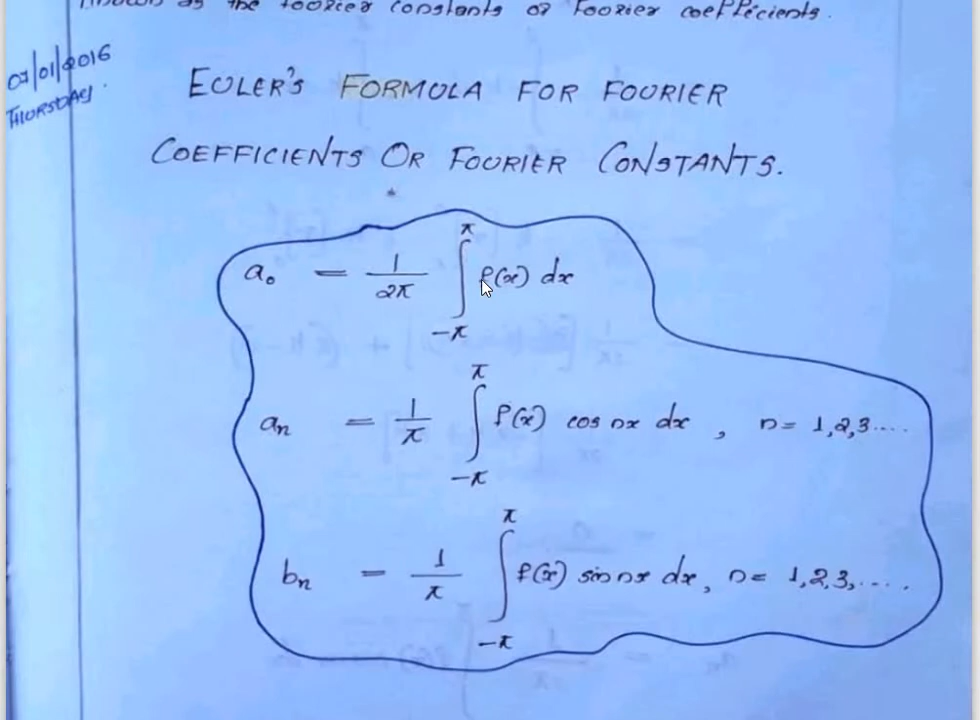 as the Fourier constants or Fourier coefficients.
07/01/2016
THURSDAY
EULER'S FORMULA FOR FOURIER
COEFFICIENTS OR FOURIER CONSTANTS.
a₀ = 1/2π ∫_{-π}^{π} f(x) dx
aₙ = 1/π ∫_{-π}^{π} f(x) cos nx dx , n = 1,2,3....
bₙ = 1/π ∫_{-π}^{π} f(x) sin nx dx, n = 1,2,3,....